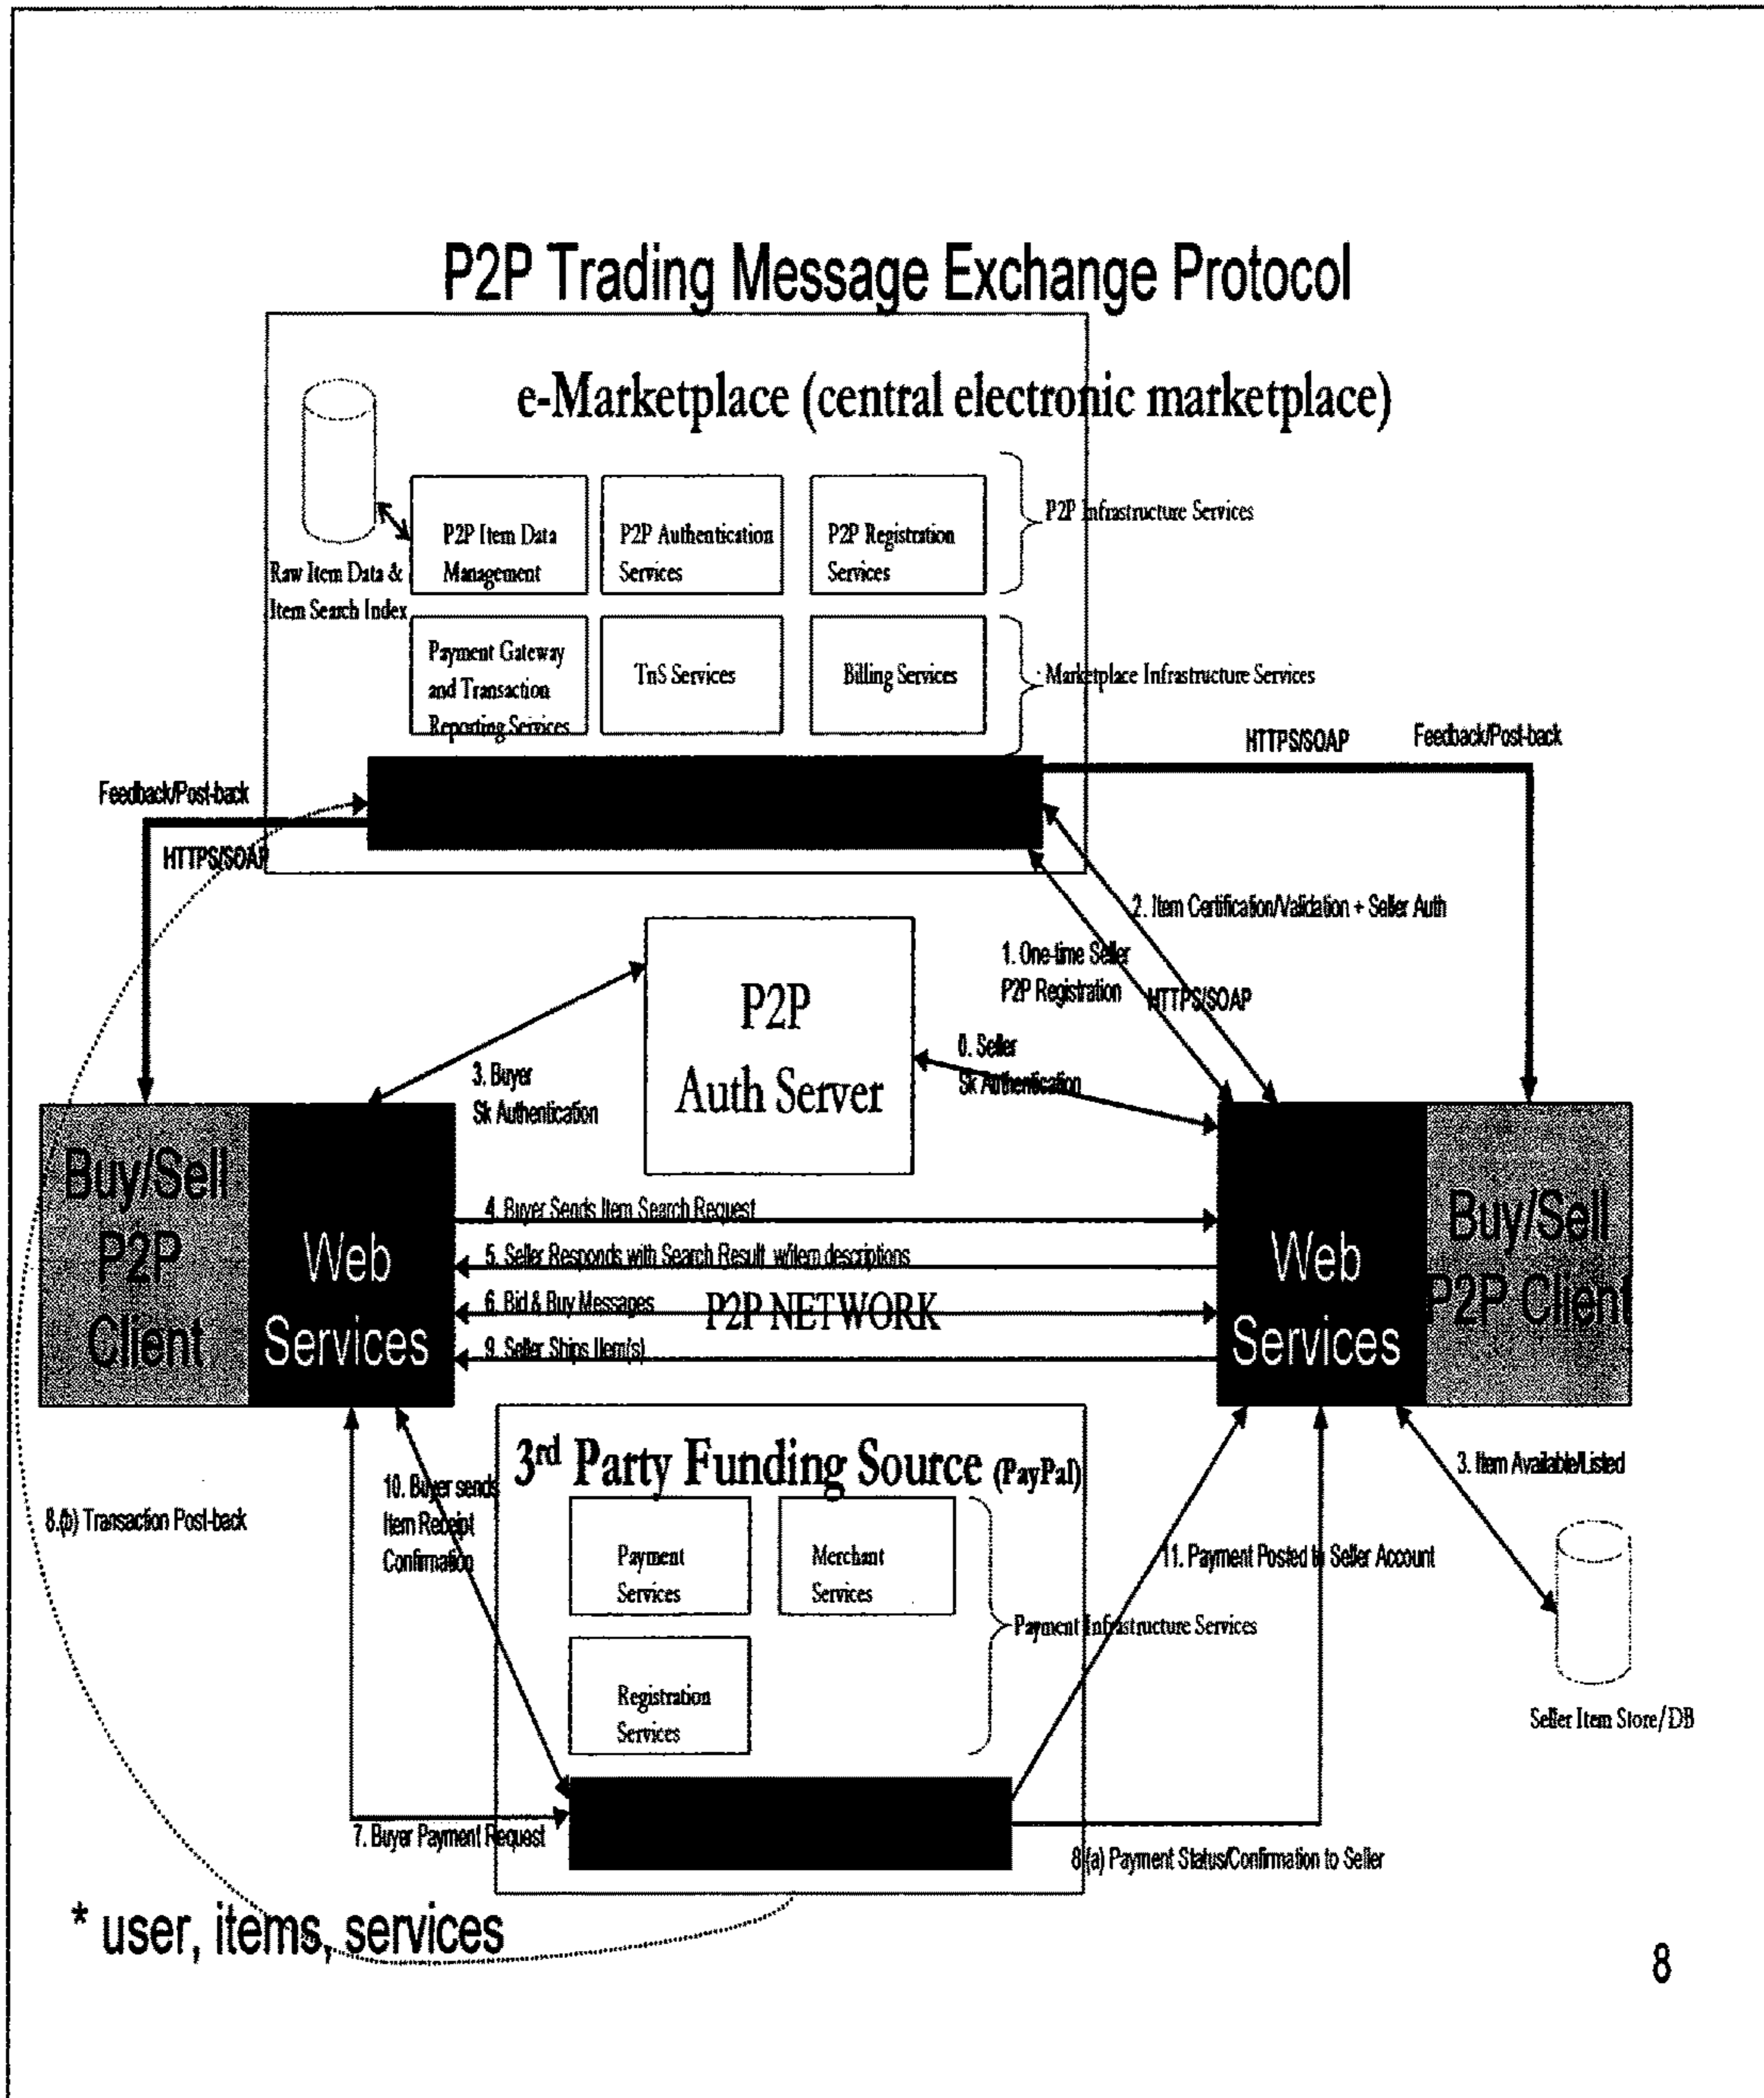 P2P Trading Message Exchange Protocol
e-Marketplace (central electronic marketplace)
P2P Item Data
Management
P2P Authentication
Services
P2P Registration
Services
P2P Infrastructure Services
Raw Item Data &
Item Search Index
Payment Gateway
and Transaction
Reporting Services
TnS Services
Billing Services
Marketplace Infrastructure Services
HTTPS/SOAP
Feedback/Post-back
Feedback/Post-back
HTTPS/SOAP
2. Item Certification/Validation + Seller Auth
1. One-time Seller
P2P Registration
HTTPS/SOAP
P2P
Auth Server
3. Buyer
Sk Authentication
0. Seller
Sk Authentication
Buy/Sell
P2P
Client
Web
Services
4. Buyer Sends Item Search Request
5. Seller Responds with Search Result w/item descriptions
6. Bid & Buy Messages
P2P NETWORK
9. Seller Ships Item(s)
Web
Services
Buy/Sell
P2P Client
3rd Party Funding Source (PayPal)
10. Buyer sends
Item Receipt
Confirmation
8.(b) Transaction Post-back
Payment
Services
Merchant
Services
Registration
Services
Payment Infrastructure Services
11. Payment Posted to Seller Account
3. Item Available/Listed
Seller Item Store/DB
7. Buyer Payment Request
8.(a) Payment Status/Confirmation to Seller
* user, items, services
8